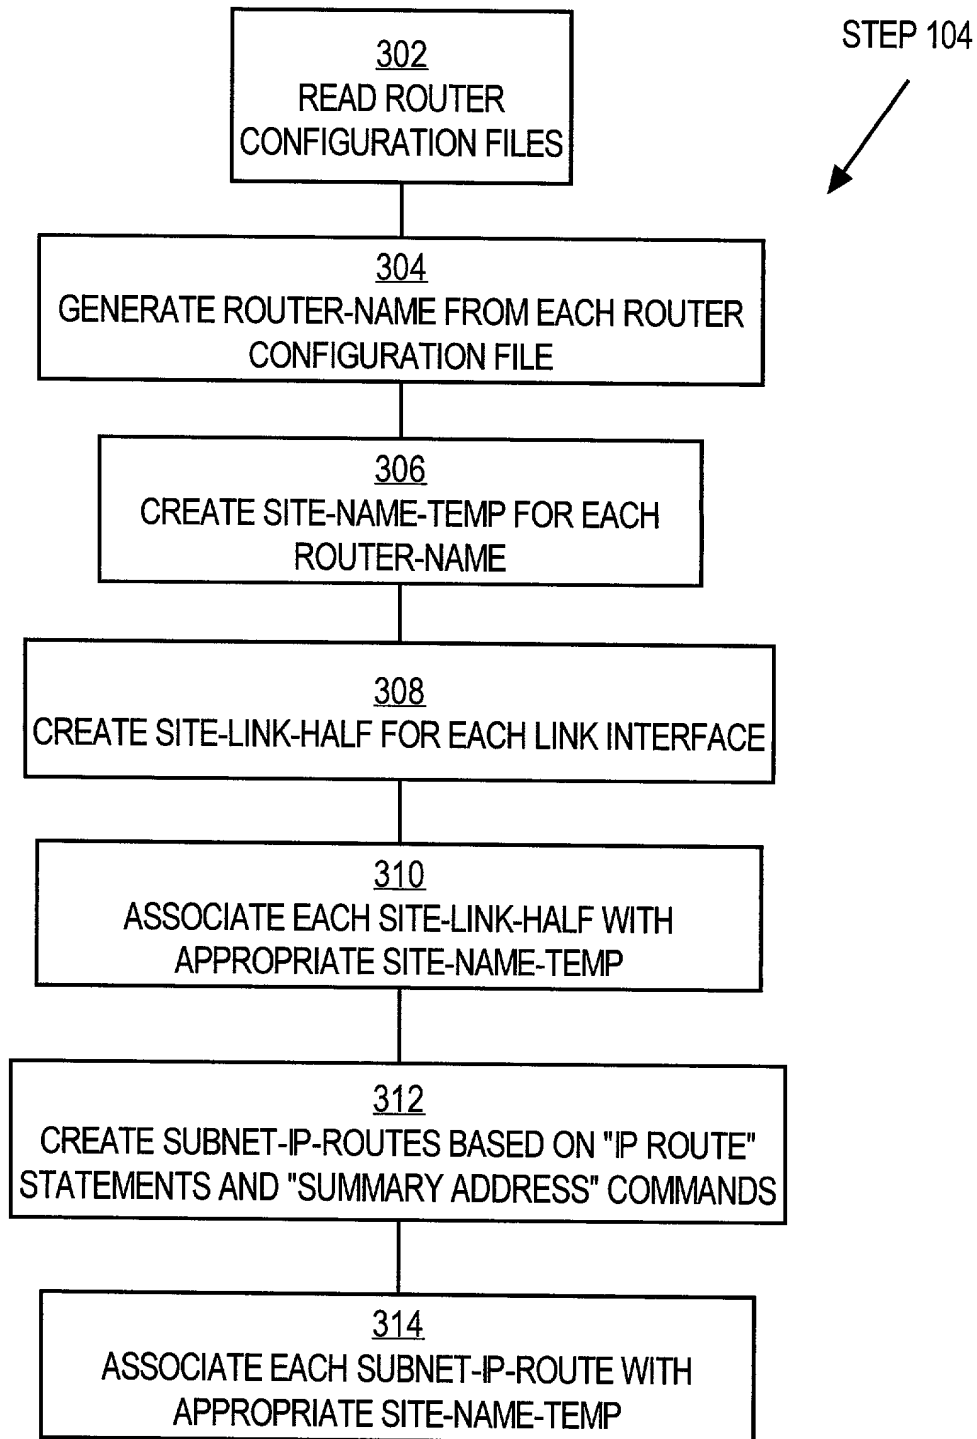 STEP 104
302
READ ROUTER
CONFIGURATION FILES
304
GENERATE ROUTER-NAME FROM EACH ROUTER
CONFIGURATION FILE
306
CREATE SITE-NAME-TEMP FOR EACH
ROUTER-NAME
308
CREATE SITE-LINK-HALF FOR EACH LINK INTERFACE
310
ASSOCIATE EACH SITE-LINK-HALF WITH
APPROPRIATE SITE-NAME-TEMP
312
CREATE SUBNET-IP-ROUTES BASED ON "IP ROUTE"
STATEMENTS AND "SUMMARY ADDRESS" COMMANDS
314
ASSOCIATE EACH SUBNET-IP-ROUTE WITH
APPROPRIATE SITE-NAME-TEMP